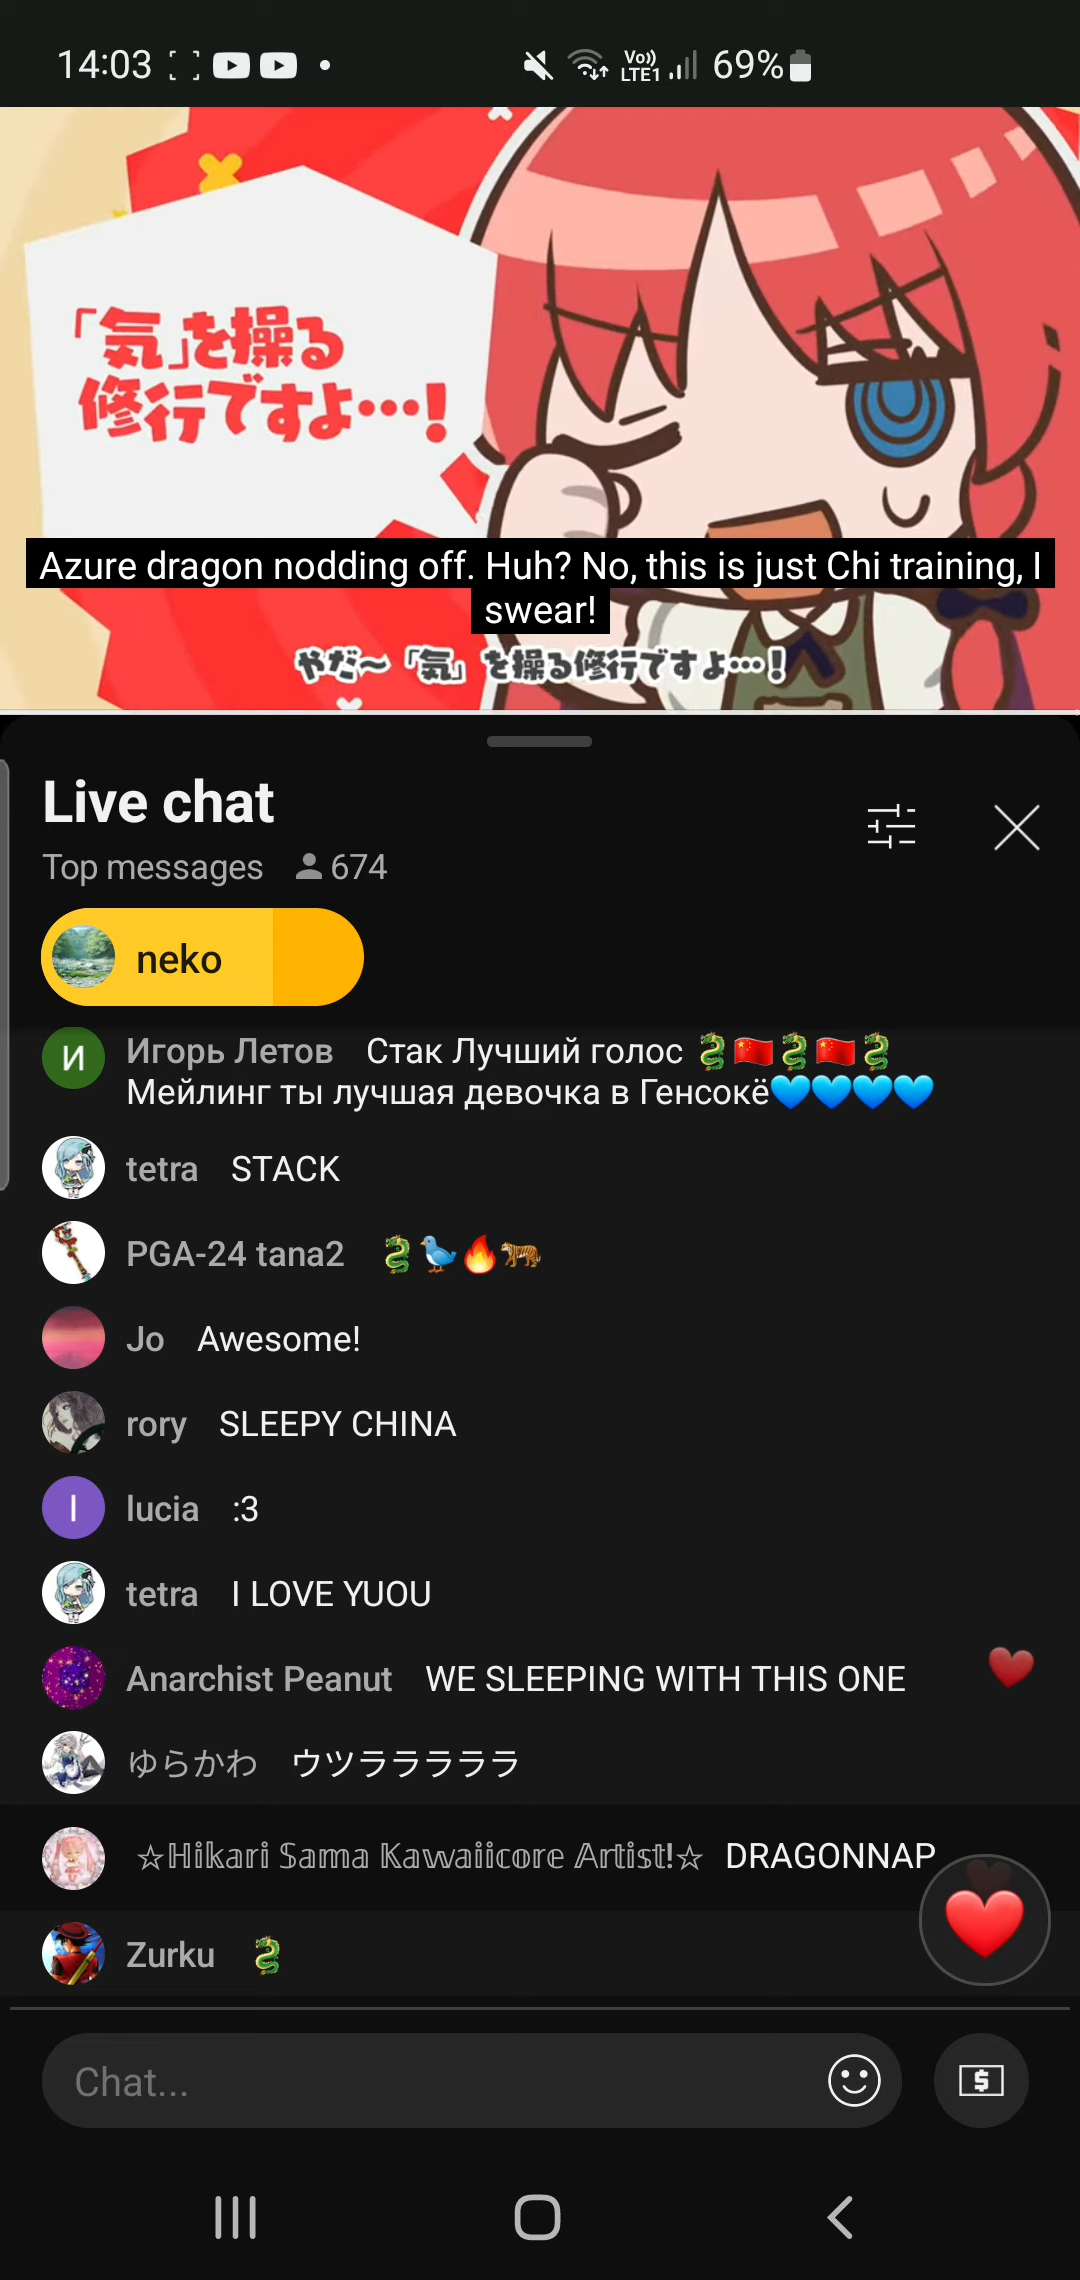 14:03
Vo))
LTE1
69%
「気」を操る
修行ですよ…!
Azure dragon nodding off. Huh? No, this is just Chi training, I
swear!
やだ〜「気」を操る修行ですよ…!
Live chat
Top messages 674
neko
И Игорь Летов Стак Лучший голос 🐉🇨🇳🐉🇨🇳🐉
Мейлинг ты лучшая девочка в Генсокё💙💙💙💙
tetra STACK
PGA-24 tana2 🐉🐦🔥🐅
Jo Awesome!
rory SLEEPY CHINA
l lucia :3
tetra I LOVE YUOU
Anarchist Peanut WE SLEEPING WITH THIS ONE
ゆらかわ ウツララララララ
☆ℍ𝕚𝕜𝕒𝕣𝕚 𝕊𝕒𝕞𝕒 𝕂𝕒𝕨𝕒𝕚𝕚𝕔𝕠𝕣𝕖 𝔸𝕣𝕥𝕚𝕤𝕥!☆ DRAGONNAP
Zurku 🐉
Chat...
$